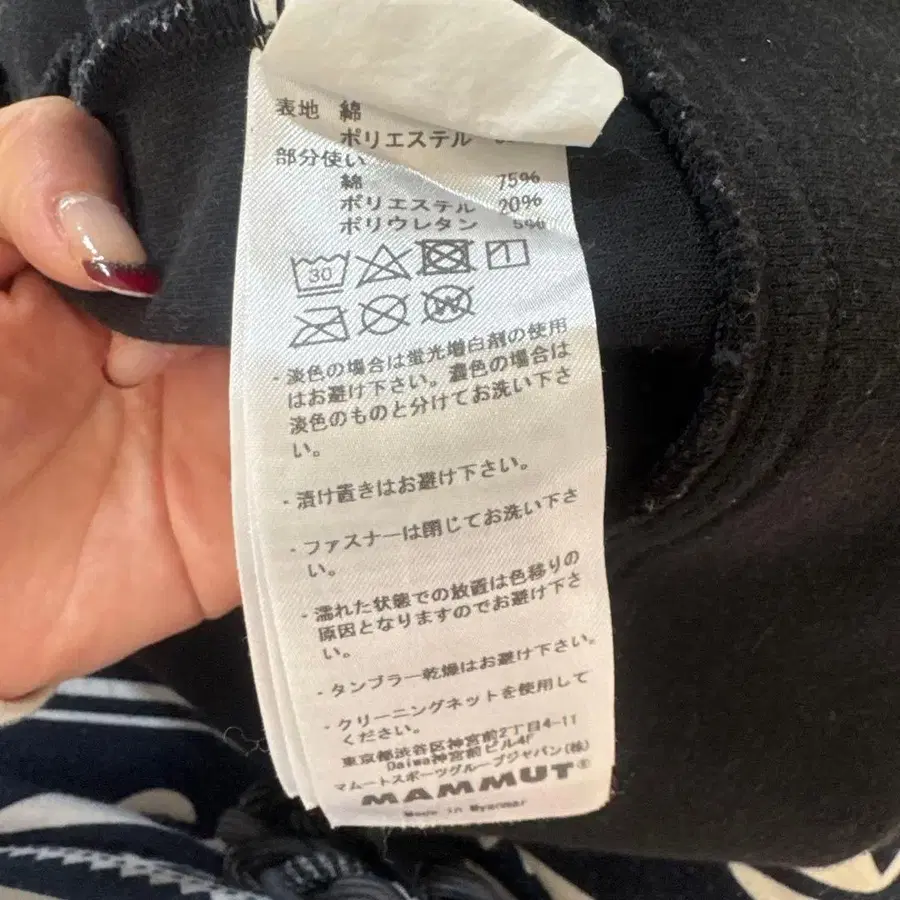 表地 綿
ポリエステル
部分使い
綿 75%
ポリエステル 20%
ポリウレタン 5%
30
W
・淡色の場合は蛍光増白剤の使用
はお避け下さい。濃色の場合は
淡色のものと分けてお洗い下さ
い。
・漬け置きはお避け下さい。
・ファスナーは閉じてお洗い下さ
い。
・濡れた状態での放置は色移りの
原因となりますのでお避け下さ
い。
・タンブラー乾燥はお避け下さい。
・クリーニングネットを使用して
ください。
東京都渋谷区神宮前2丁目4-11
Daiwa神宮前ビル4F
マムートスポーツグループジャパン(株)
MAMMUT®
Made in Myanmar